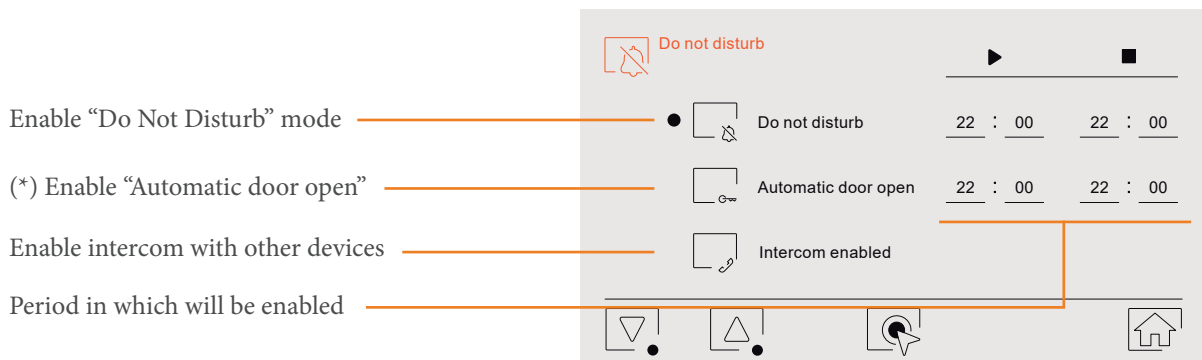 Do not disturb
Enable “Do Not Disturb” mode
Do not disturb 22 : 00 22 : 00
(*) Enable “Automatic door open”
Automatic door open 22 : 00 22 : 00
Enable intercom with other devices
Intercom enabled
Period in which will be enabled